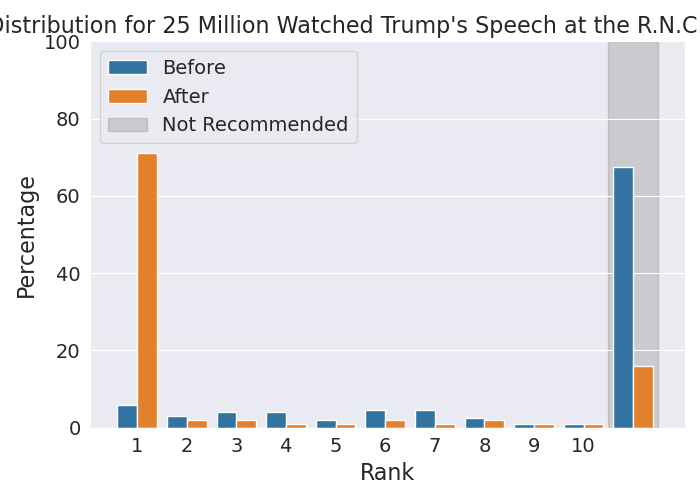 Distribution for 25 Million Watched Trump's Speech at the R.N.C.
100
80
60
40
20
0
Percentage
Before
After
Not Recommended
1 2 3 4 5 6 7 8 9 10
Rank